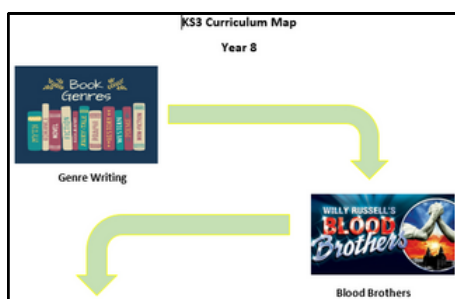 KS3 Curriculum Map
Year 8
Book
Genres
Genre Writing
WILLY RUSSELL'S
BLOOD
Brothers
Blood Brothers